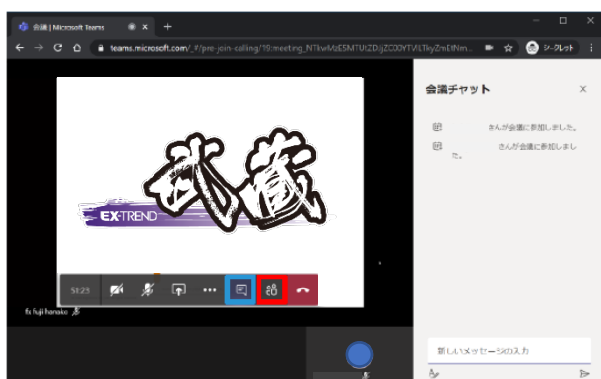 会議 | Microsoft Teams
teams.microsoft.com/_#/pre-join-calling/19:meeting_
シークレット
会議チャット
さんが会議に参加しました。
さんが会議に参加しまし
た。
武蔵
EX-TREND
51:23
fx fuji hanako
新しいメッセージの入力